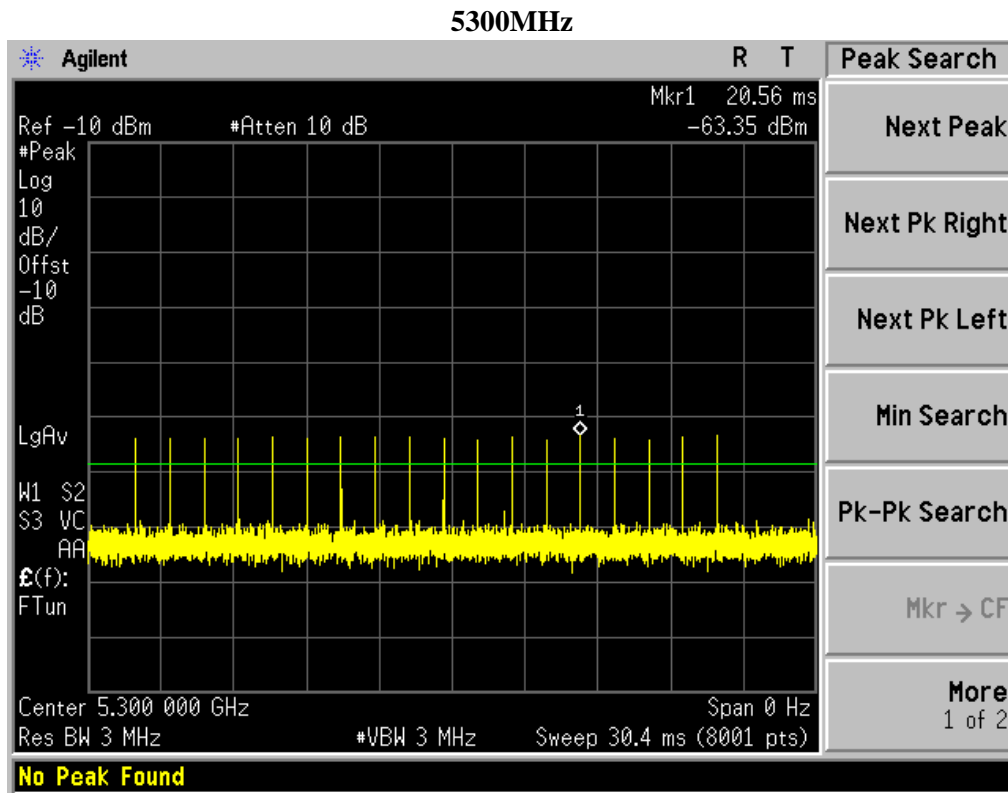 5300MHz
Agilent R T Peak Search
Mkr1 20.56 ms
Ref -10 dBm #Atten 10 dB -63.35 dBm
#Peak
Log
10
dB/
Offst
-10
dB
1
LgAv
W1 S2
S3 VC
AA
£(f):
FTun
Center 5.300 000 GHz Span 0 Hz
Res BW 3 MHz #VBW 3 MHz Sweep 30.4 ms (8001 pts)
No Peak Found
Next Peak
Next Pk Right
Next Pk Left
Min Search
Pk-Pk Search
Mkr → CF
More
1 of 2